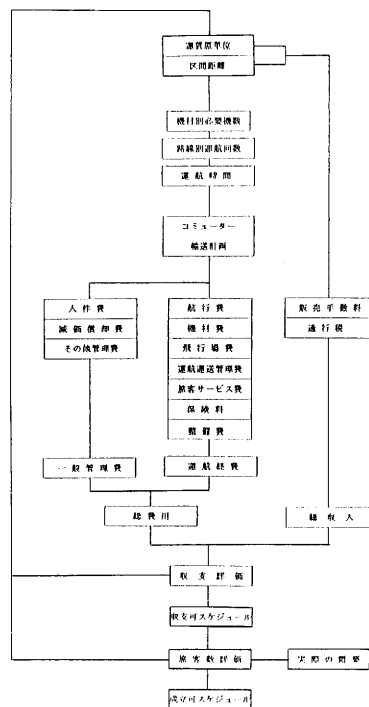 運賃原単位
区間距離
機材別必要機数
路線別運航回数
運航時間
コミューター
輸送計画
人件費
減価償却費
その他管理費
航行費
機材費
飛行場費
運航運送管理費
旅客サービス費
保険料
整備費
販売手数料
通行税
一般管理費
運航経費
総費用
総収入
収支評価
収支可スケジュール
旅客数評価
実際の需要
成立可スケジュール